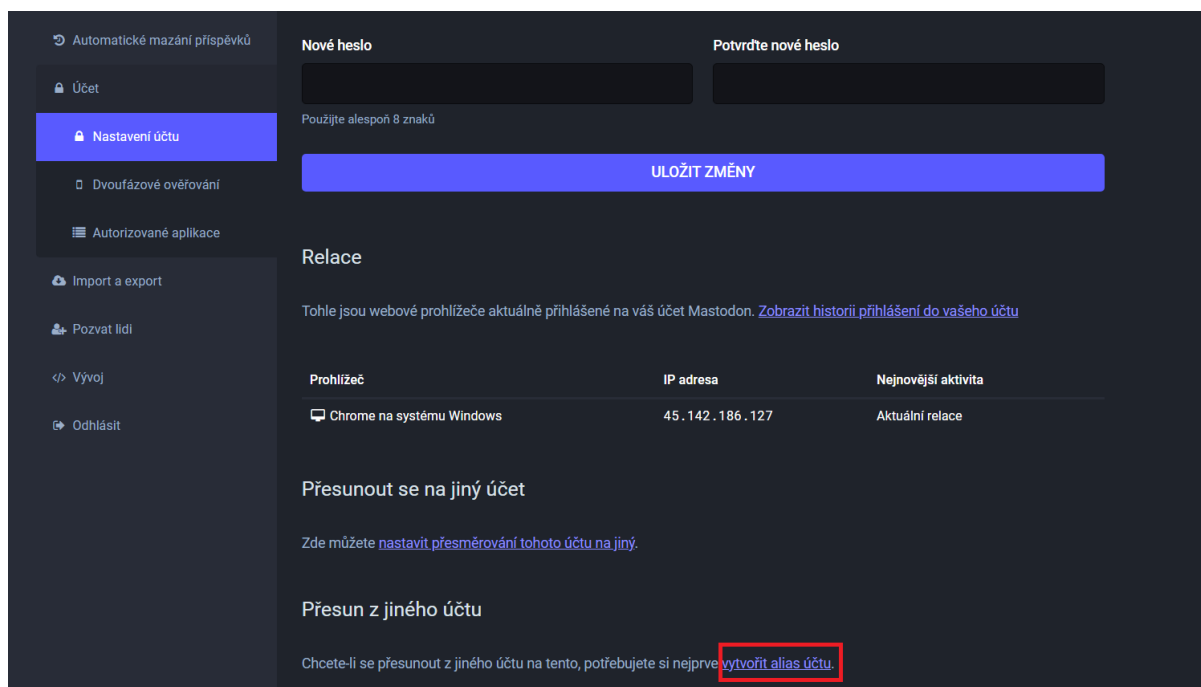 Automatické mazání příspěvků
Účet
Nastavení účtu
Dvoufázové ověřování
Autorizované aplikace
Import a export
Pozvat lidi
Vývoj
Odhlásit
Nové heslo
Potvrďte nové heslo
Použijte alespoň 8 znaků
ULOŽIT ZMĚNY
Relace
Tohle jsou webové prohlížeče aktuálně přihlášené na váš účet Mastodon. Zobrazit historii přihlášení do vašeho účtu
Prohlížeč IP adresa Nejnovější aktivita
Chrome na systému Windows 45.142.186.127 Aktuální relace
Přesunout se na jiný účet
Zde můžete nastavit přesměrování tohoto účtu na jiný.
Přesun z jiného účtu
Chcete-li se přesunout z jiného účtu na tento, potřebujete si nejprve vytvořit alias účtu.